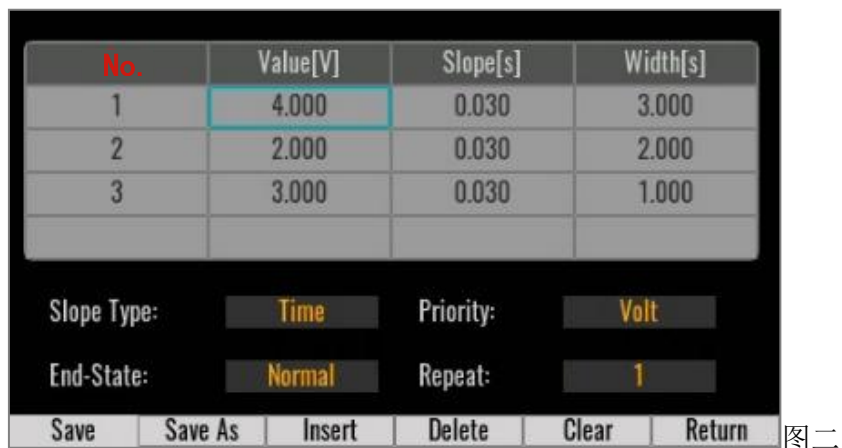 No. Value[V] Slope[s] Width[s]
1 4.000 0.030 3.000
2 2.000 0.030 2.000
3 3.000 0.030 1.000
Slope Type: Time Priority: Volt
End-State: Normal Repeat: 1
Save Save As Insert Delete Clear Return
图二